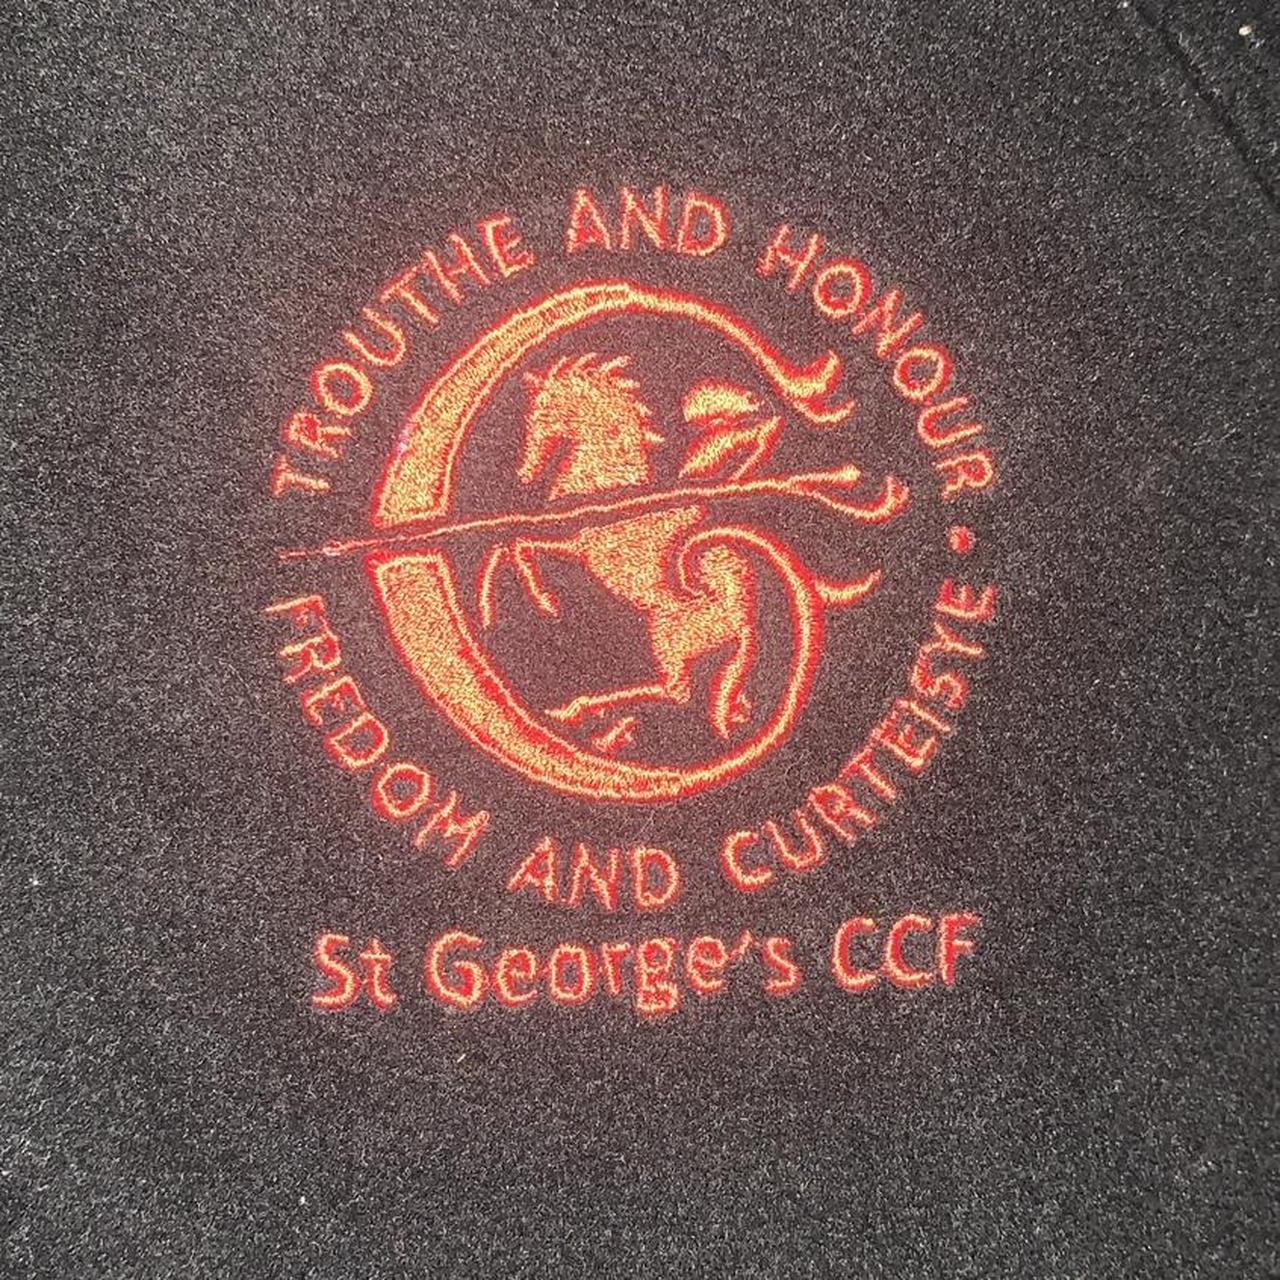 TROUTHE AND HONOUR •
FREDOM AND CURTEISYE
St George's CCF